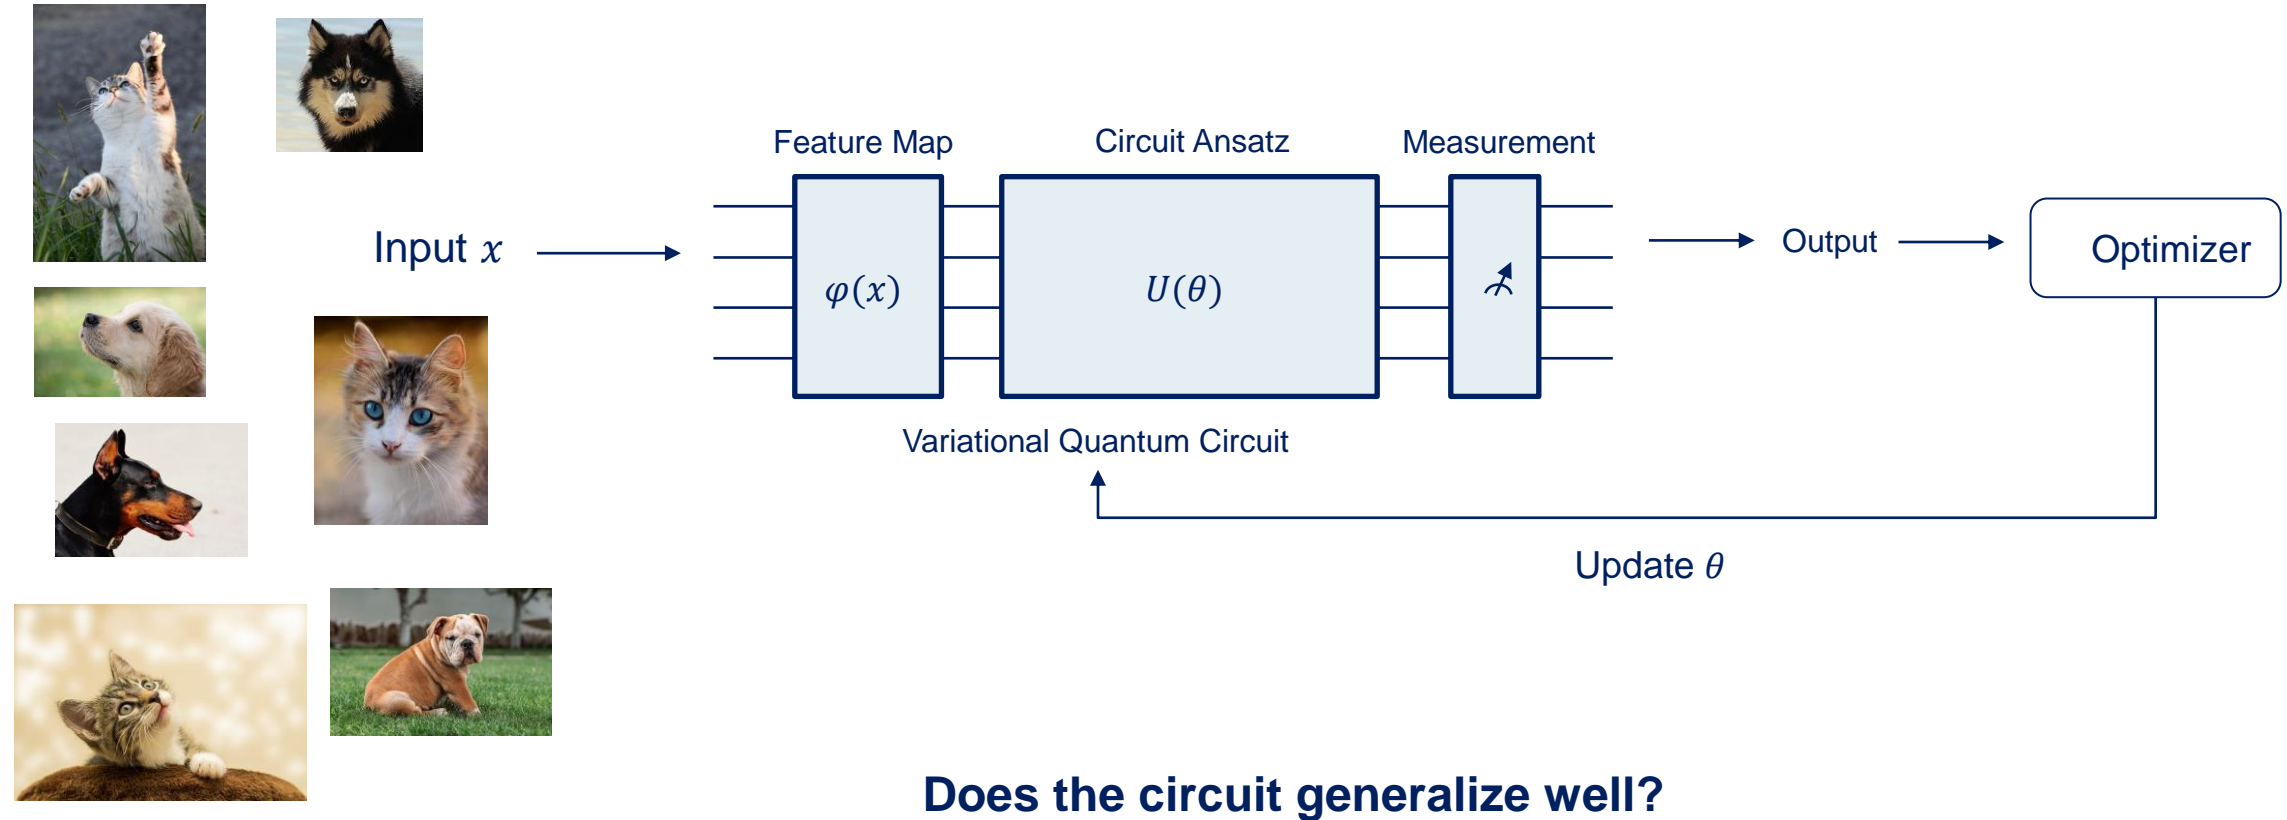 Feature Map
Circuit Ansatz
Measurement
Input x
φ(x)
U(θ)
Output
Optimizer
Variational Quantum Circuit
Update θ
Does the circuit generalize well?